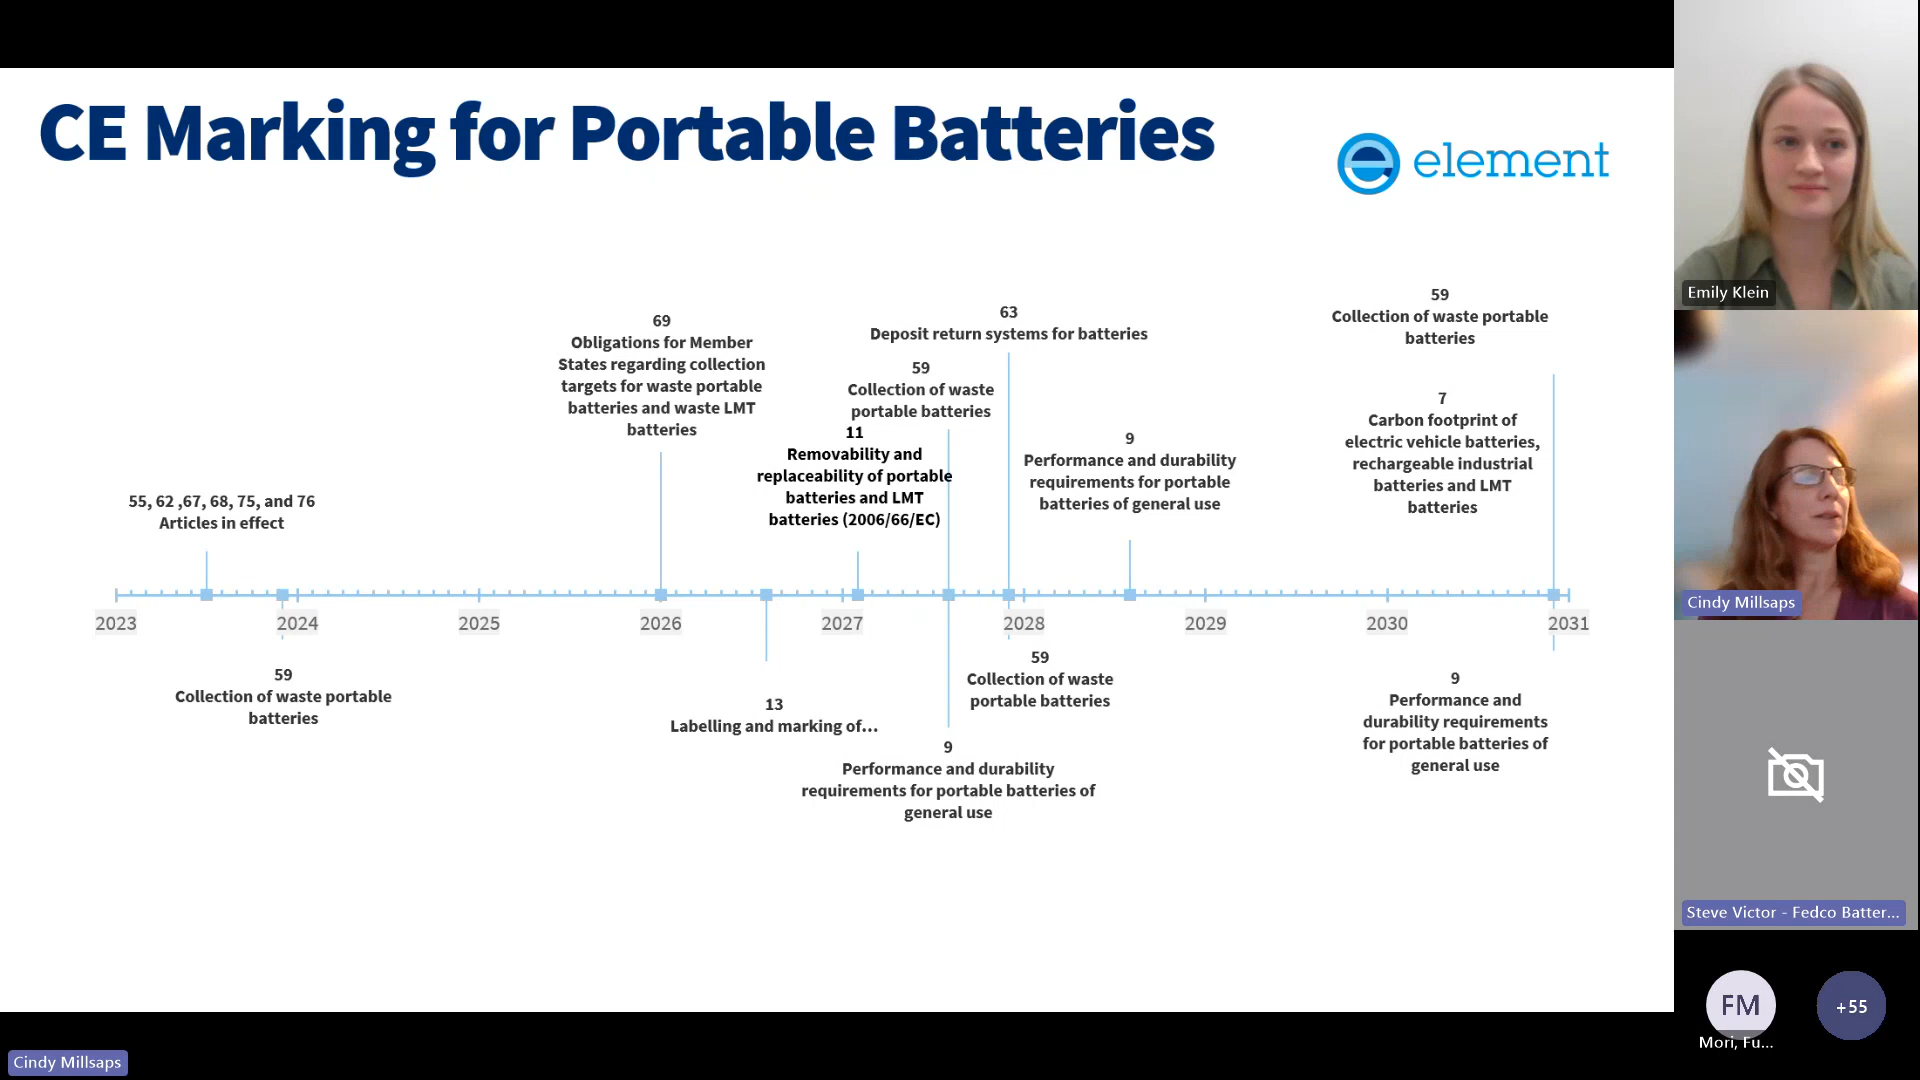 CE Marking for Portable Batteries
element
69
Obligations for Member
States regarding collection
targets for waste portable
batteries and waste LMT
batteries
63
Deposit return systems for batteries
59
Collection of waste
portable batteries
11
Removability and
replaceability of portable
batteries and LMT
batteries (2006/66/EC)
9
Performance and durability
requirements for portable
batteries of general use
59
Collection of waste portable
batteries
7
Carbon footprint of
electric vehicle batteries,
rechargeable industrial
batteries and LMT
batteries
55, 62 ,67, 68, 75, and 76
Articles in effect
2023 2024 2025 2026 2027 2028 2029 2030 2031
59
Collection of waste portable
batteries
13
Labelling and marking of...
9
Performance and durability
requirements for portable batteries of
general use
59
Collection of waste
portable batteries
9
Performance and
durability requirements
for portable batteries of
general use
Emily Klein
Cindy Millsaps
Steve Victor - Fedco Batter...
FM
+55
Mori, Fu...
Cindy Millsaps